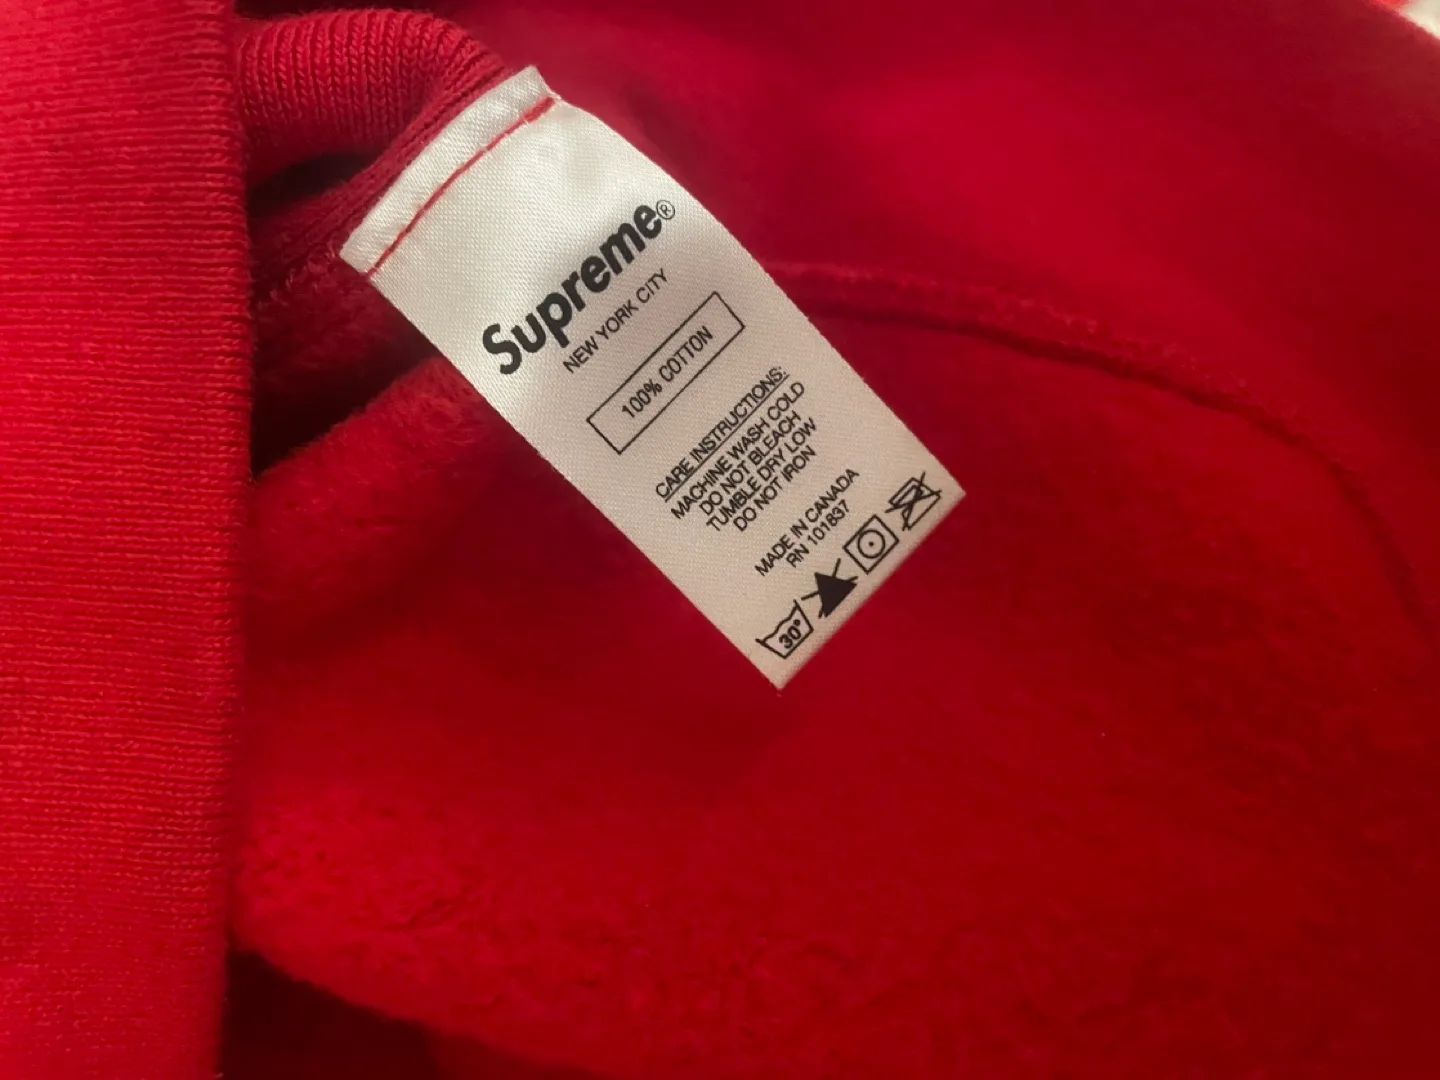 Supreme®
NEW YORK CITY
100% COTTON
CARE INSTRUCTIONS:
MACHINE WASH COLD
DO NOT BLEACH
TUMBLE DRY LOW
DO NOT IRON
MADE IN CANADA
RN 101837
30°